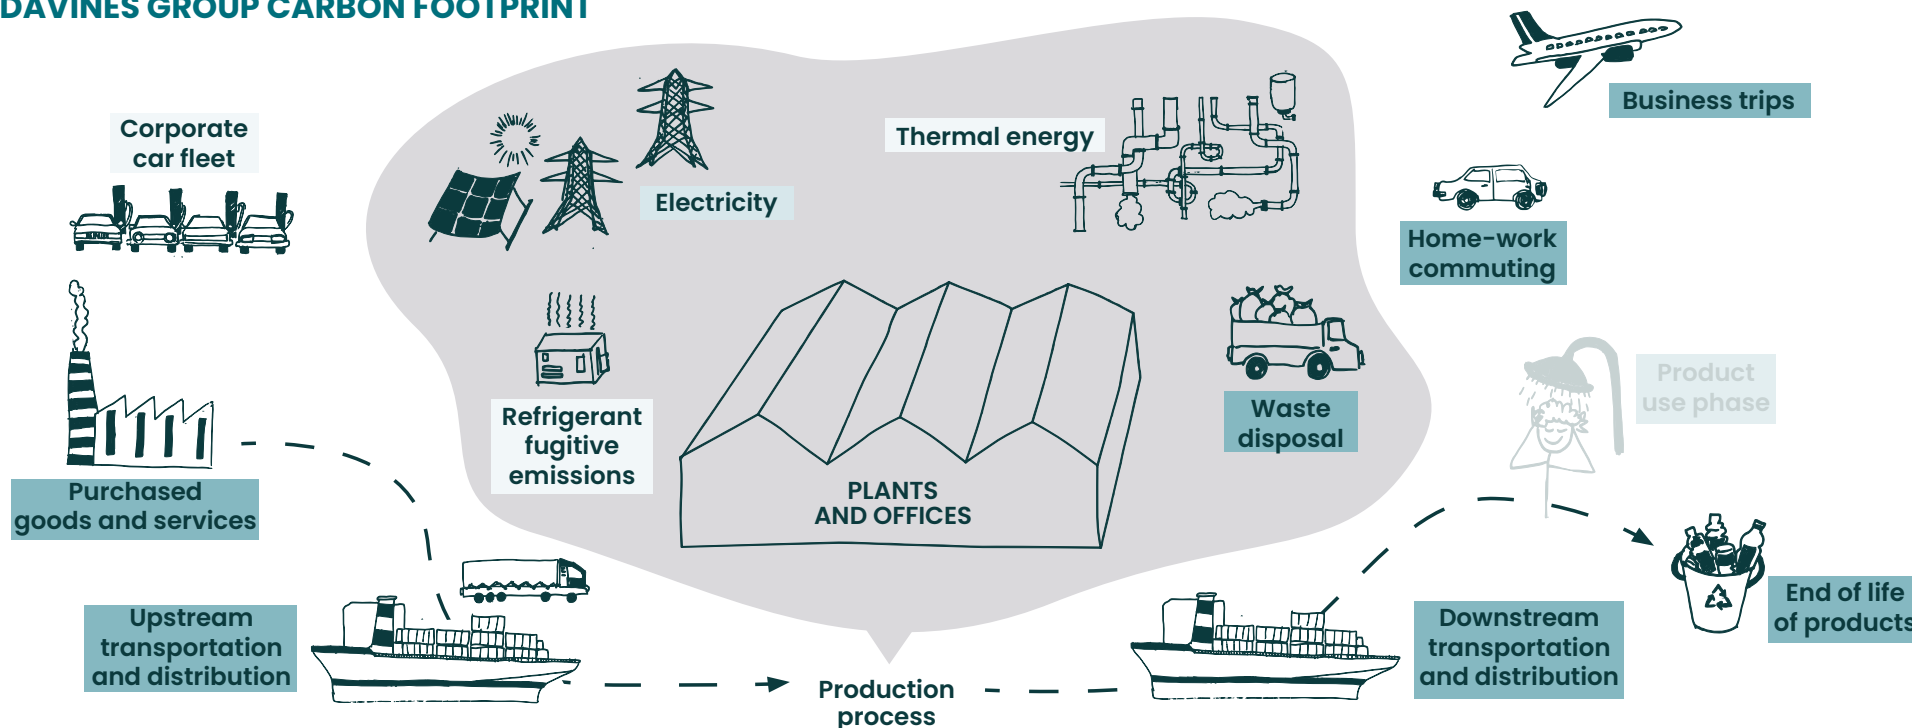 DAVINES GROUP CARBON FOOTPRINT
Corporate
car fleet
Electricity
Thermal energy
Business trips
Home-work
commuting
Refrigerant
fugitive
emissions
Waste
disposal
Product
use phase
PLANTS
AND OFFICES
Purchased
goods and services
Upstream
transportation
and distribution
Production
process
Downstream
transportation
and distribution
End of life
of products